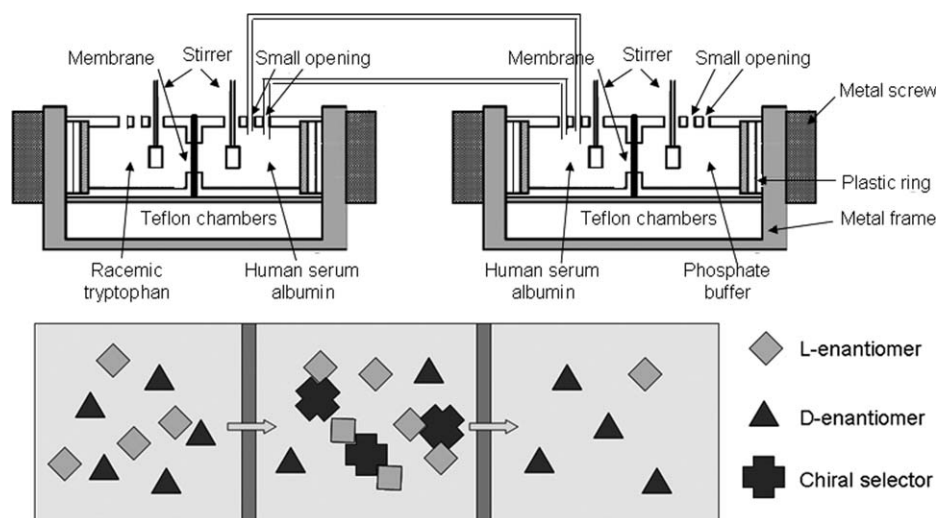 Membrane
Stirrer
Small opening
Membrane
Stirrer
Small opening
Metal screw
Plastic ring
Teflon chambers
Teflon chambers
Metal frame
Racemic
tryptophan
Human serum
albumin
Human serum
albumin
Phosphate
buffer
L-enantiomer
D-enantiomer
Chiral selector